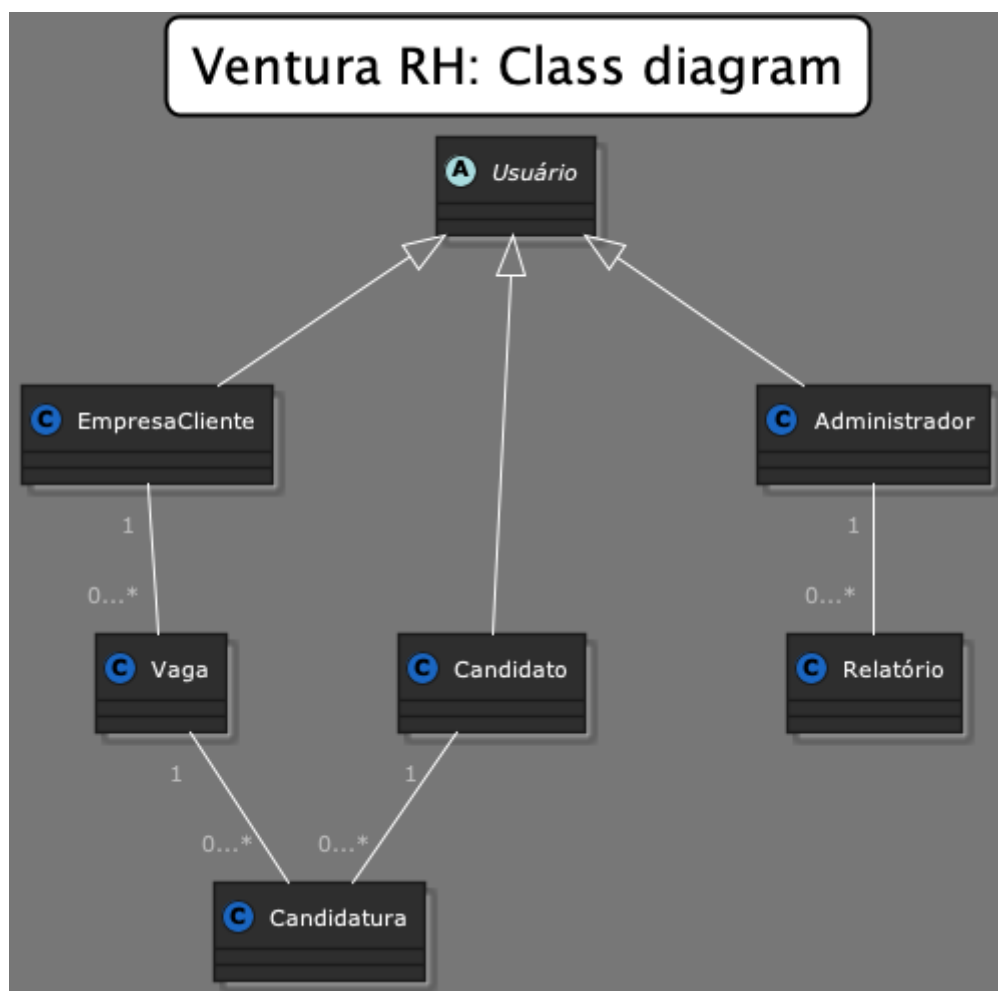 Ventura RH: Class diagram
A Usuário
C EmpresaCliente
C Administrador
1
1
0...*
0...*
C Vaga
C Candidato
C Relatório
1
1
0...*
0...*
C Candidatura